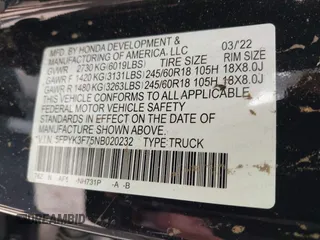 MFD. BY HONDA DEVELOPMENT & 03/22
MANUFACTURING OF AMERICA, LLC
GVWR 2730 KG(6019LBS) TIRE SIZE RIM SIZE
GAWR F 1420 KG(3131LBS) 245/60R18 105H 18X8.0J
GAWR R 1480 KG(3263LBS) 245/60R18 105H 18X8.0J
THIS VEHICLE CONFORMS TO ALL APPLICABLE
FEDERAL MOTOR VEHICLE SAFETY
STANDARDS IN EFFECT ON THE DATE OF
MANUFACTURE SHOWN ABOVE.
V.I.N. 5FPYK3F75NB020232 TYPE TRUCK
NH731P -A -B